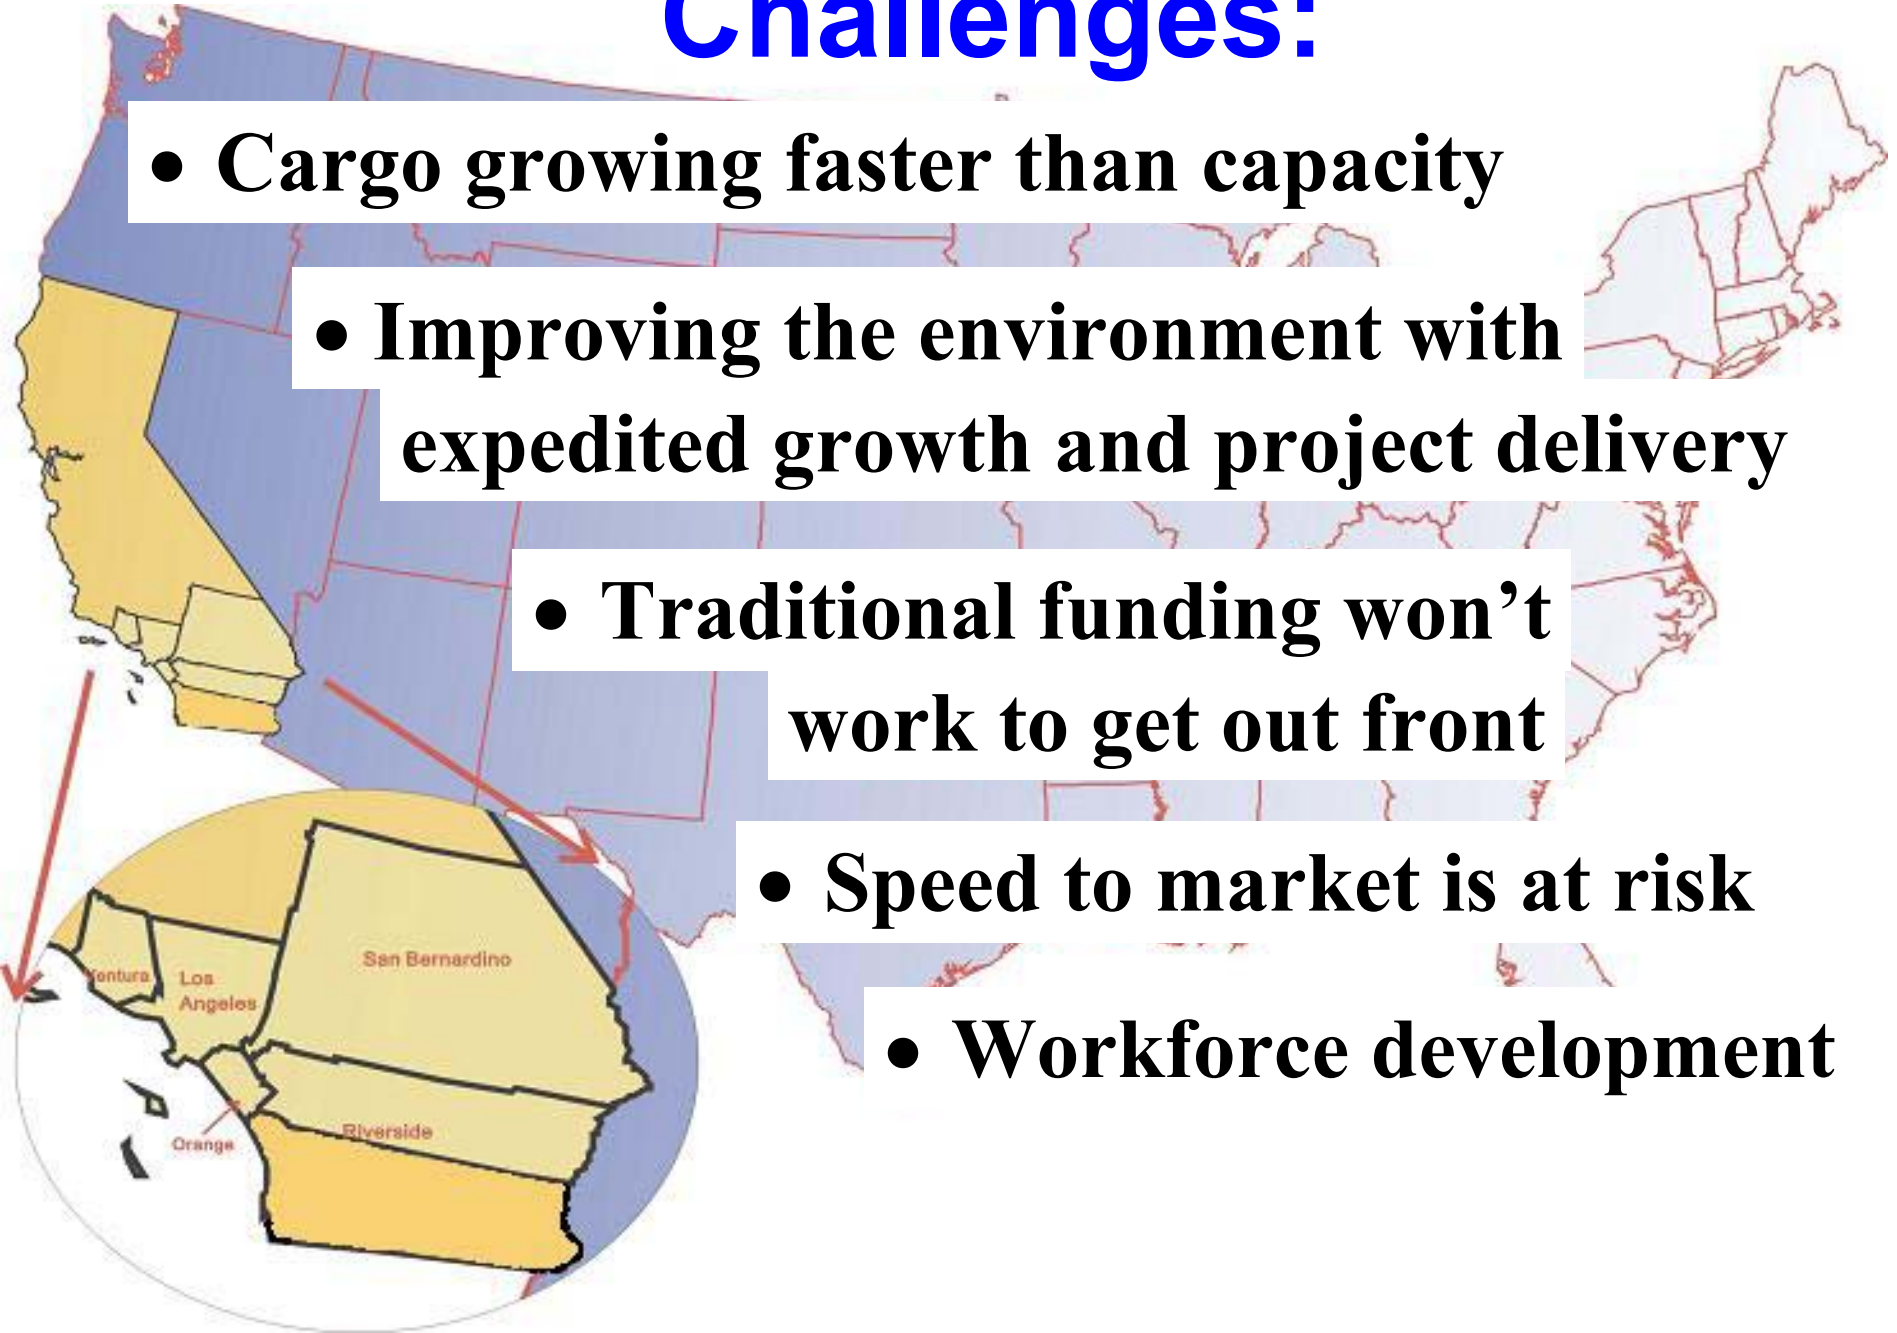 Challenges:
• Cargo growing faster than capacity
• Improving the environment with
expedited growth and project delivery
• Traditional funding won’t
work to get out front
• Speed to market is at risk
• Workforce development
San Bernardino
Ventura
Los
Angeles
Orange
Riverside